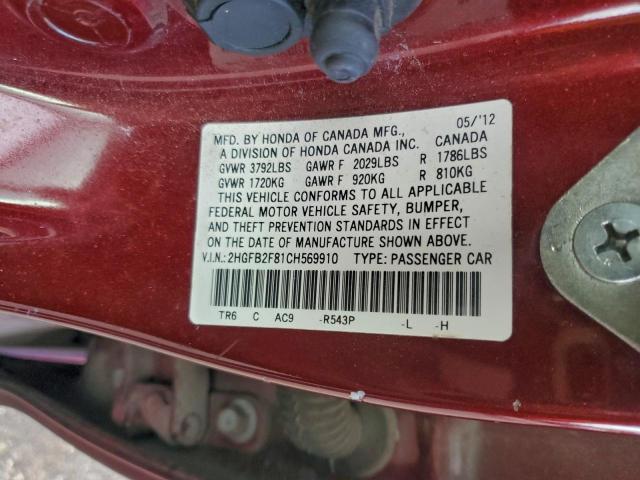 05/'12
MFD. BY HONDA OF CANADA MFG.,
A DIVISION OF HONDA CANADA INC. CANADA
GVWR 3792LBS GAWR F 2029LBS R 1786LBS
GVWR 1720KG GAWR F 920KG R 810KG
THIS VEHICLE CONFORMS TO ALL APPLICABLE
FEDERAL MOTOR VEHICLE SAFETY, BUMPER,
AND THEFT PREVENTION STANDARDS IN EFFECT
ON THE DATE OF MANUFACTURE SHOWN ABOVE.
V.I.N.: 2HGFB2F81CH569910 TYPE: PASSENGER CAR
TR6 C AC9 -R543P -L -H